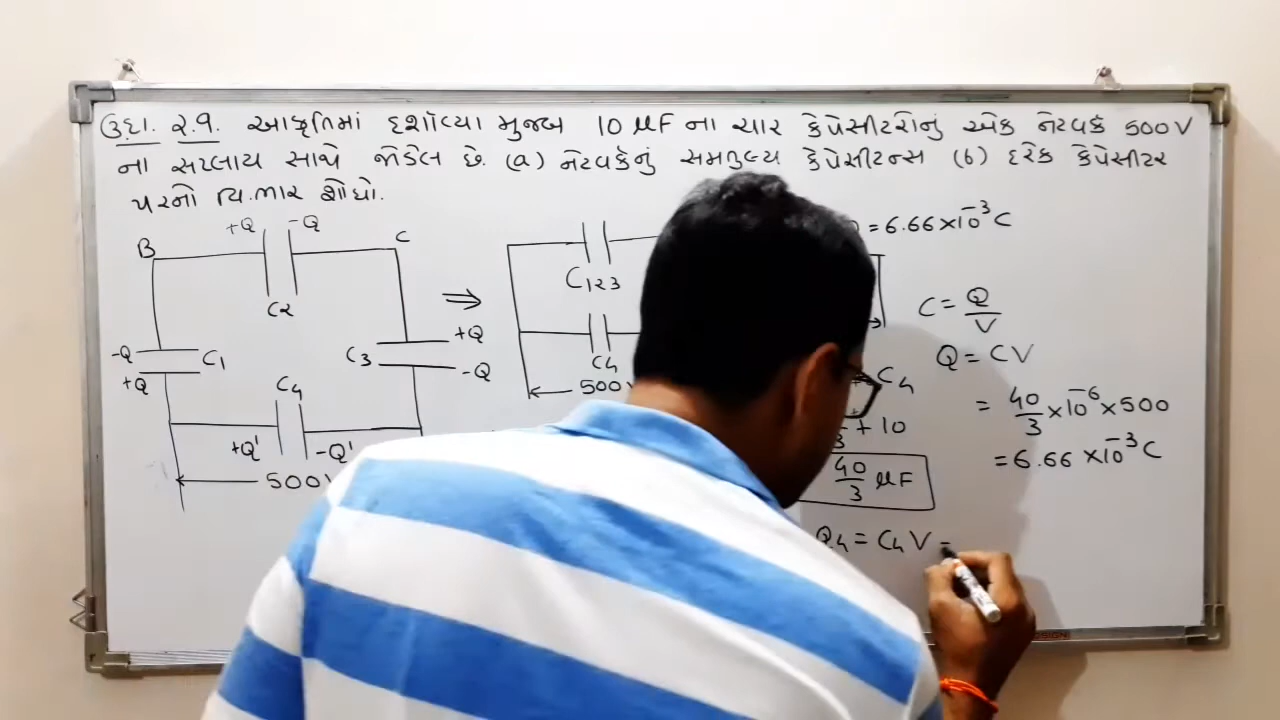 ઉદા. ૨.૧. આકૃતિમાં દર્શાવ્યા મુજબ 10 μF ના ચાર કેપેસીટરોનું એક નેટવર્ક 500V
ના સપ્લાય સાથે જોડેલ છે. (a) નેટવર્કનું સમતુલ્ય કેપેસીટન્સ (b) દરેક કેપેસીટર
પરનો વિ.ભાર શોધો.
+Q -Q
B C
C2
-Q
+Q
C1
C3
+Q
-Q
C4
+Q' -Q'
500V
⇒
C123
C4
500V
= 6.66×10⁻³ C
C4
+ 10
40/3 μF
Q4 = C4 V =
C = Q/V
Q = CV
= 40/3 × 10⁻⁶ × 500
= 6.66 × 10⁻³ C